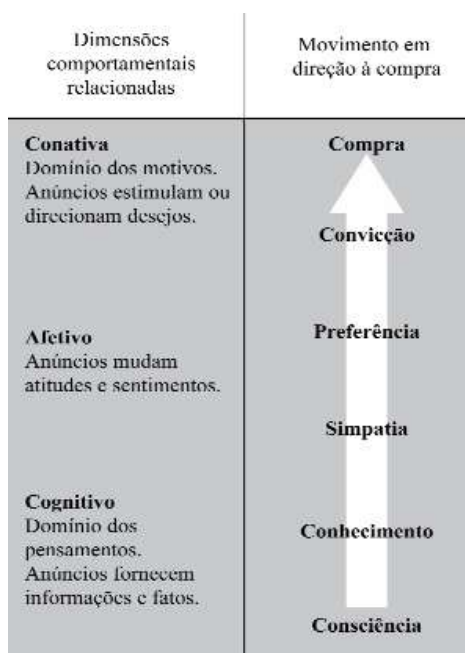 Dimensões
comportamentais
relacionadas
Movimento em
direção à compra
Conativa
Domínio dos motivos.
Anúncios estimulam ou
direcionam desejos.
Afetivo
Anúncios mudam
atitudes e sentimentos.
Cognitivo
Domínio dos
pensamentos.
Anúncios fornecem
informações e fatos.
Compra
Convicção
Preferência
Simpatia
Conhecimento
Consciência